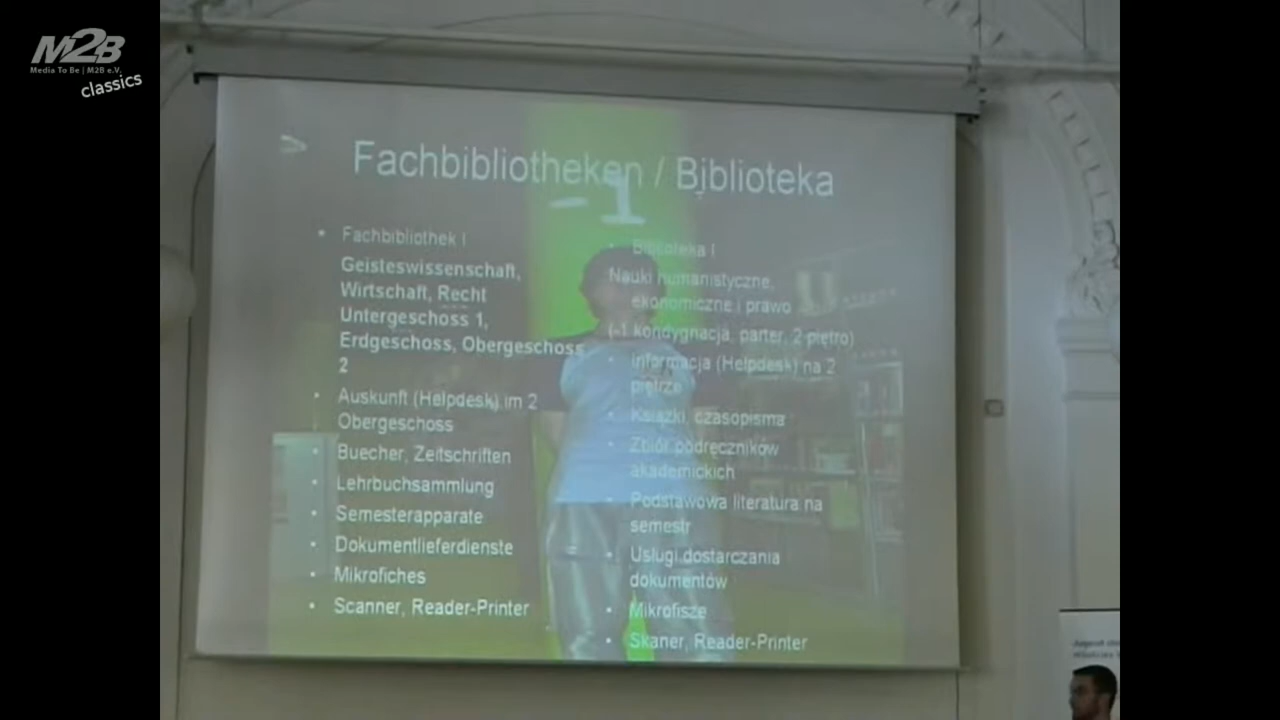 M2B
Media To Be | M2B e.V.
classics
>
Fachbibliotheken / Biblioteka
-1
• Fachbibliothek I
Geisteswissenschaft,
Wirtschaft, Recht
Untergeschoss 1,
Erdgeschoss, Obergeschoss
2
• Auskunft (Helpdesk) im 2
Obergeschoss
• Buecher, Zeitschriften
• Lehrbuchsammlung
• Semesterapparate
• Dokumentlieferdienste
• Mikrofiches
• Scanner, Reader-Printer
• Biblioteka I
Nauki humanistyczne,
ekonomiczne i prawo
(-1 kondygnacja, parter, 2 piętro)
• Informacja (Helpdesk) na 2
piętrze
• Książki, czasopisma
• Zbiór podręczników
akademickich
• Podstawowa literatura na
semestr
• Usługi dostarczania
dokumentów
• Mikrofisze
• Skaner, Reader-Printer